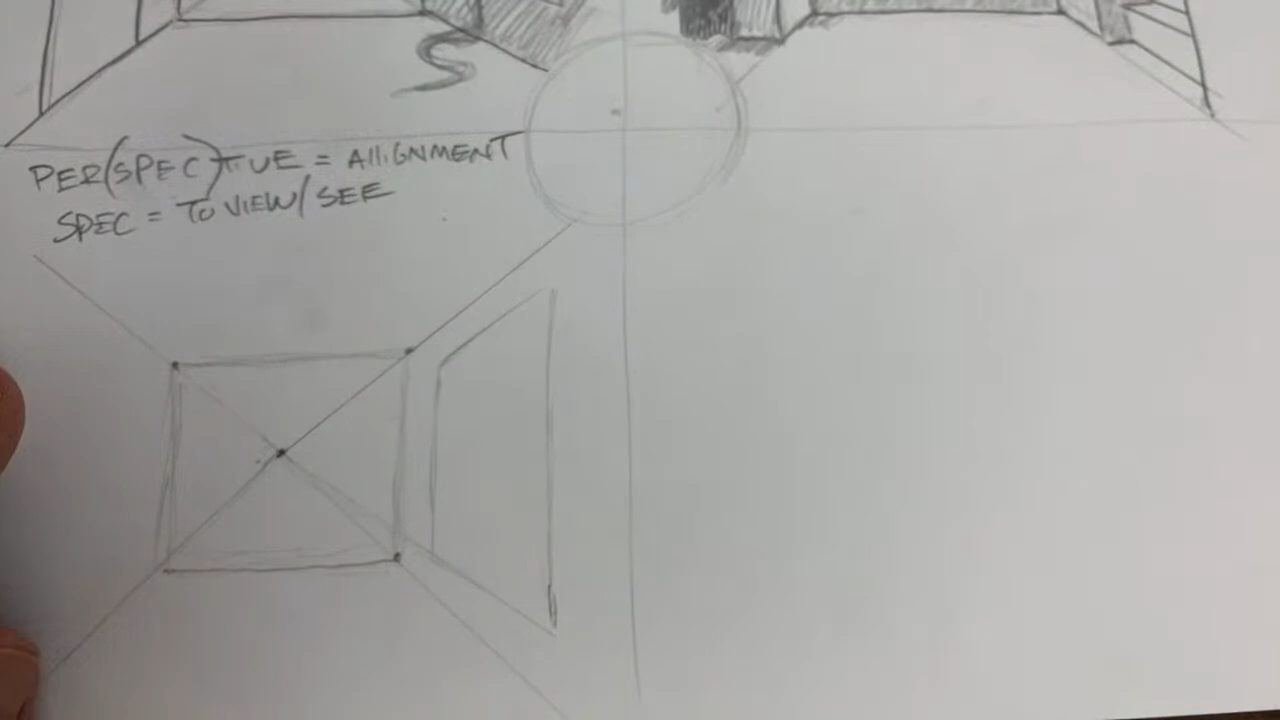 PER(SPEC)TIVE = ALLIGNMENT
SPEC = TO VIEW/SEE